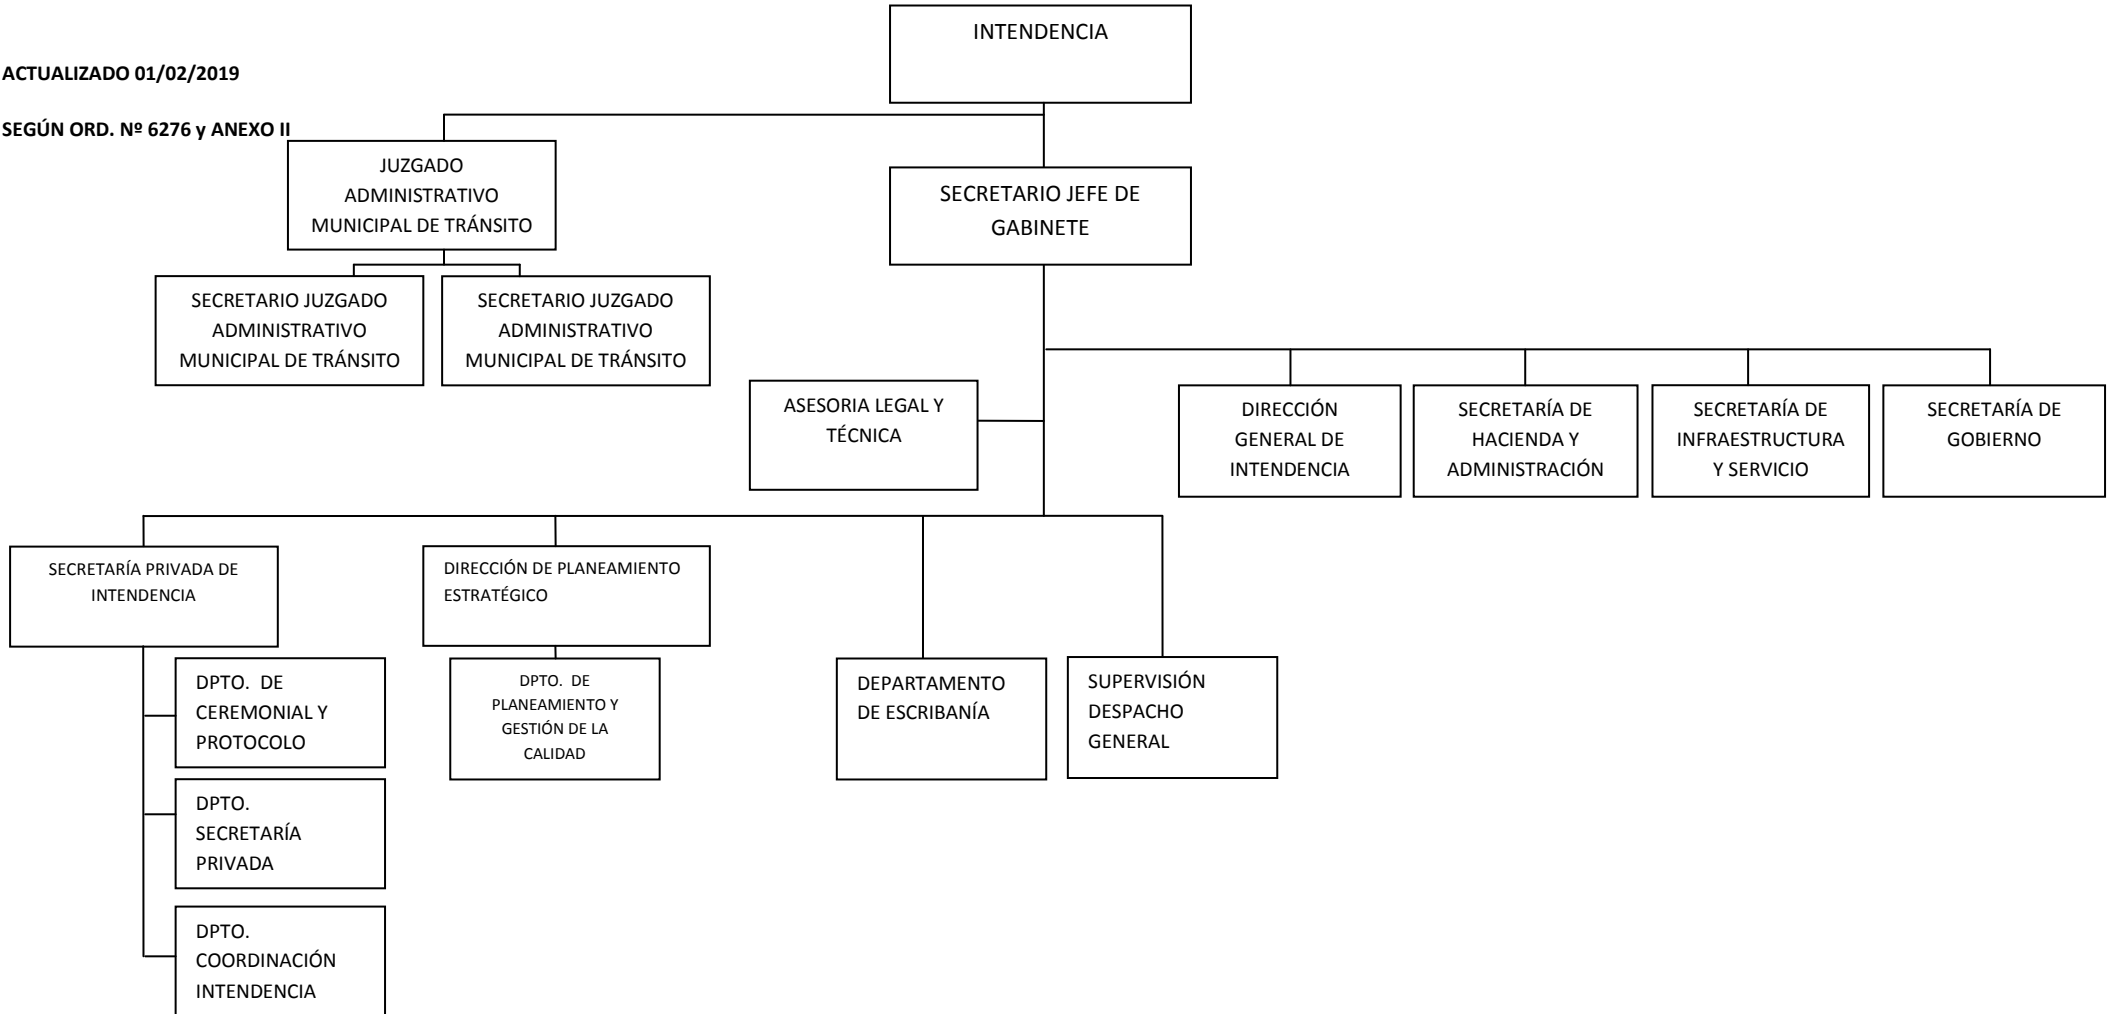 INTENDENCIA
ACTUALIZADO 01/02/2019
SEGÚN ORD. Nº 6276 y ANEXO II
JUZGADO
ADMINISTRATIVO
MUNICIPAL DE TRÁNSITO
SECRETARIO JEFE DE
GABINETE
SECRETARIO JUZGADO
ADMINISTRATIVO
MUNICIPAL DE TRÁNSITO
SECRETARIO JUZGADO
ADMINISTRATIVO
MUNICIPAL DE TRÁNSITO
ASESORIA LEGAL Y
TÉCNICA
DIRECCIÓN
GENERAL DE
INTENDENCIA
SECRETARÍA DE
HACIENDA Y
ADMINISTRACIÓN
SECRETARÍA DE
INFRAESTRUCTURA
Y SERVICIO
SECRETARÍA DE
GOBIERNO
SECRETARÍA PRIVADA DE
INTENDENCIA
DIRECCIÓN DE PLANEAMIENTO
ESTRATÉGICO
DPTO. DE
CEREMONIAL Y
PROTOCOLO
DPTO. DE
PLANEAMIENTO Y
GESTIÓN DE LA
CALIDAD
DEPARTAMENTO
DE ESCRIBANÍA
SUPERVISIÓN
DESPACHO
GENERAL
DPTO.
SECRETARÍA
PRIVADA
DPTO.
COORDINACIÓN
INTENDENCIA